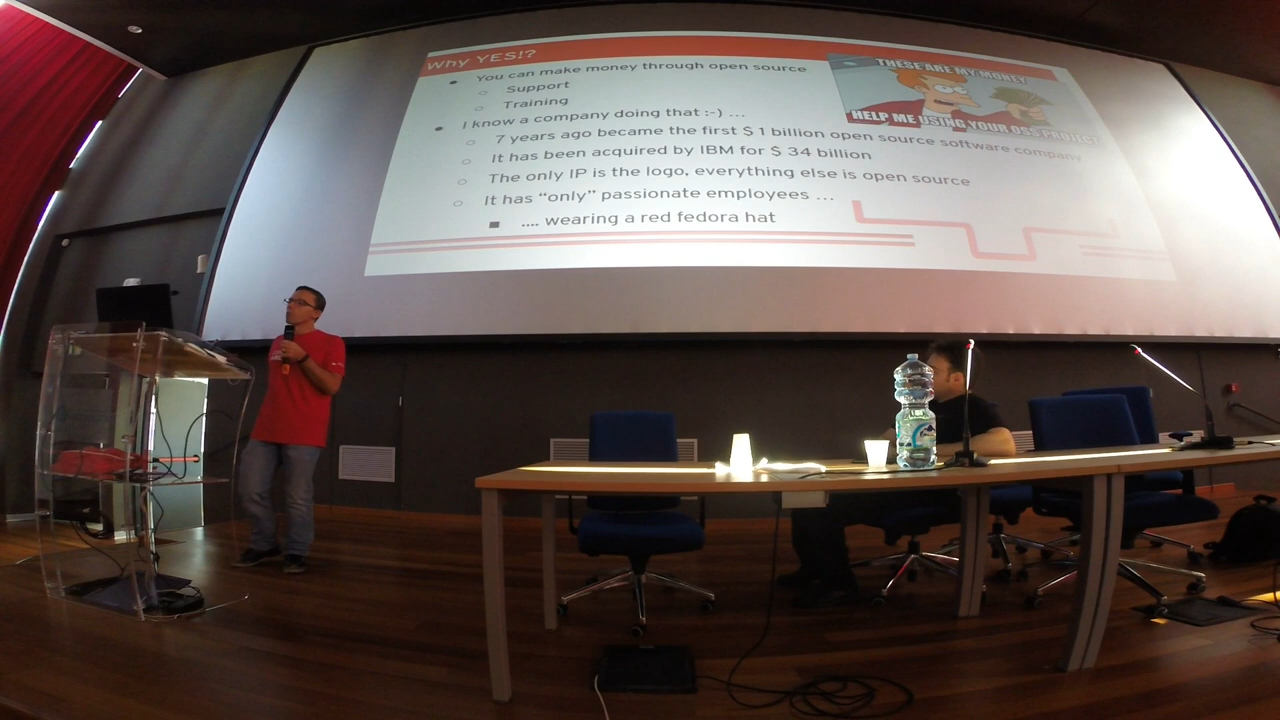 Why YES!?
You can make money through open source
Support
Training
I know a company doing that :-) ...
7 years ago became the first $ 1 billion open source software company
It has been acquired by IBM for $ 34 billion
The only IP is the logo, everything else is open source
It has “only” passionate employees ...
.... wearing a red fedora hat
THESE ARE MY MONEY
HELP ME USING YOUR OSS PROJECT